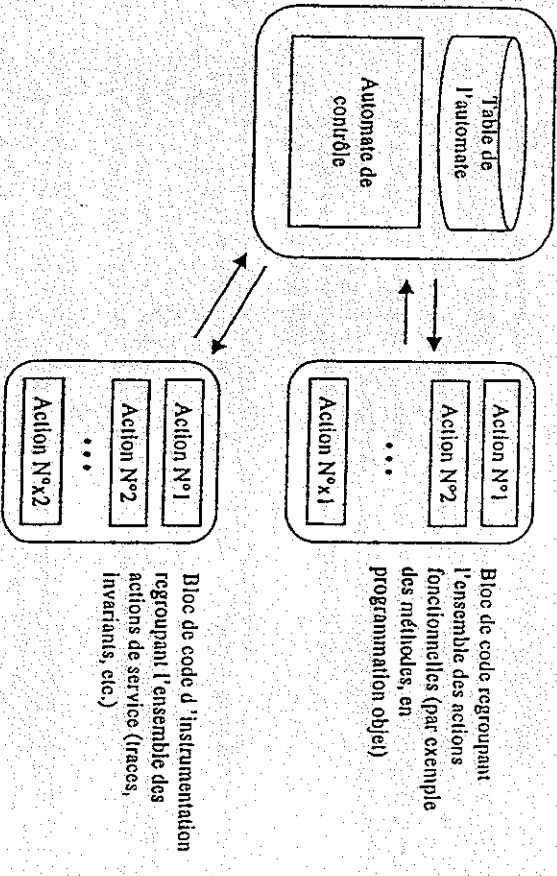 Table de
l'automate
Automate de
contrôle
Action N°1
Action N°2
...
Action N°x1
Bloc de code regroupant
l'ensemble des actions
fonctionnelles (par exemple
des méthodes, en
programmation objet)
Action N°1
Action N°2
...
Action N°x2
Bloc de code d'instrumentation
regroupant l'ensemble des
actions de service (traces,
invariants, etc.)